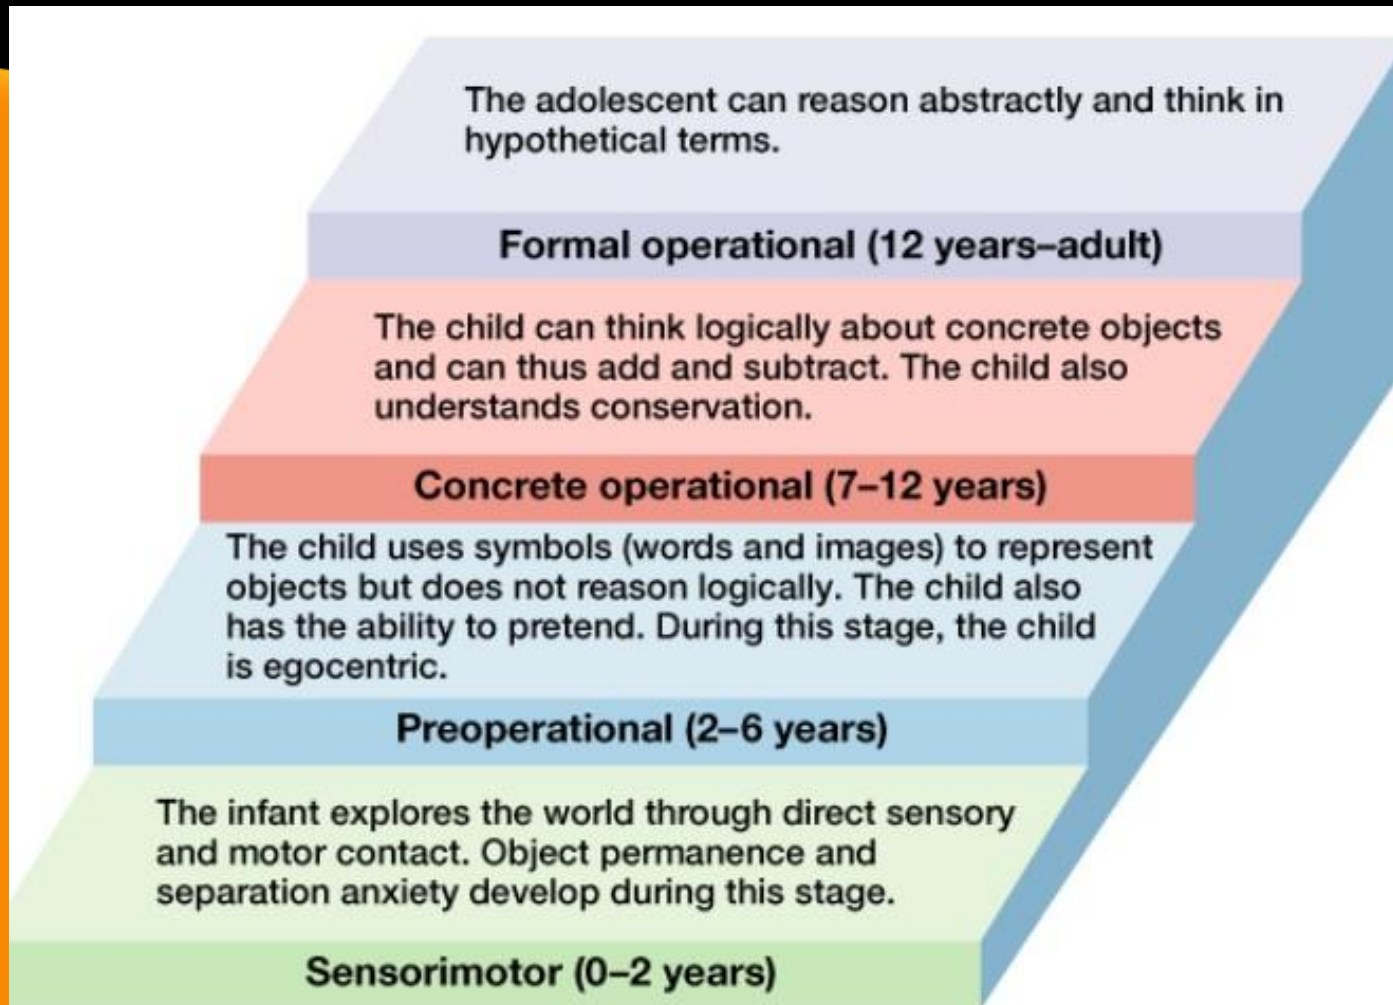 The adolescent can reason abstractly and think in
hypothetical terms.
Formal operational (12 years–adult)
The child can think logically about concrete objects
and can thus add and subtract. The child also
understands conservation.
Concrete operational (7–12 years)
The child uses symbols (words and images) to represent
objects but does not reason logically. The child also
has the ability to pretend. During this stage, the child
is egocentric.
Preoperational (2–6 years)
The infant explores the world through direct sensory
and motor contact. Object permanence and
separation anxiety develop during this stage.
Sensorimotor (0–2 years)